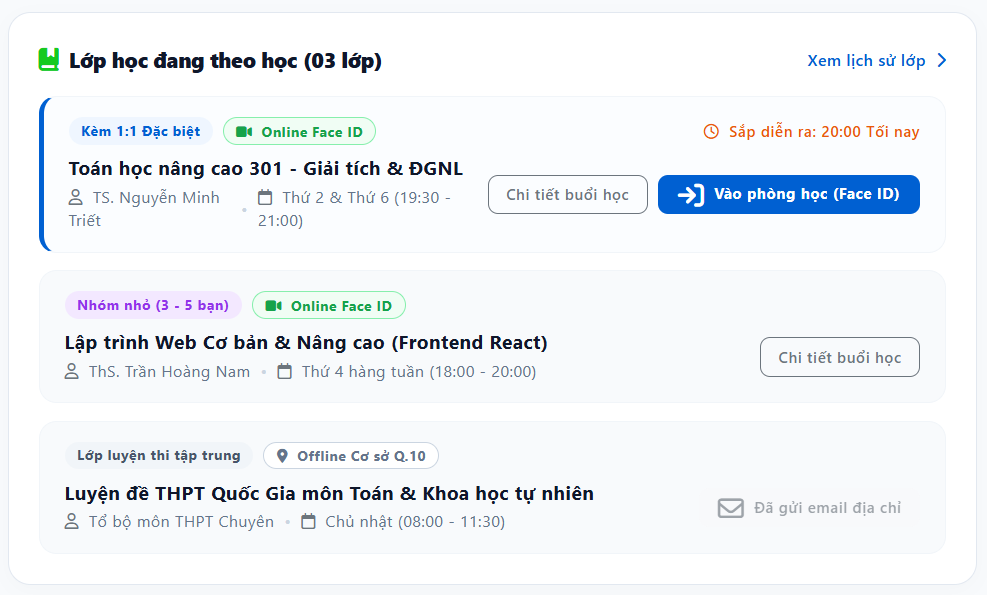 Lớp học đang theo học (03 lớp)
Xem lịch sử lớp
Kèm 1:1 Đặc biệt
Online Face ID
Sắp diễn ra: 20:00 Tối nay
Toán học nâng cao 301 - Giải tích & ĐGNL
TS. Nguyễn Minh
Triết
Thứ 2 & Thứ 6 (19:30 -
21:00)
Chi tiết buổi học
Vào phòng học (Face ID)
Nhóm nhỏ (3 - 5 bạn)
Online Face ID
Lập trình Web Cơ bản & Nâng cao (Frontend React)
ThS. Trần Hoàng Nam
Thứ 4 hàng tuần (18:00 - 20:00)
Chi tiết buổi học
Lớp luyện thi tập trung
Offline Cơ sở Q.10
Luyện đề THPT Quốc Gia môn Toán & Khoa học tự nhiên
Tổ bộ môn THPT Chuyên
Chủ nhật (08:00 - 11:30)
Đã gửi email địa chỉ